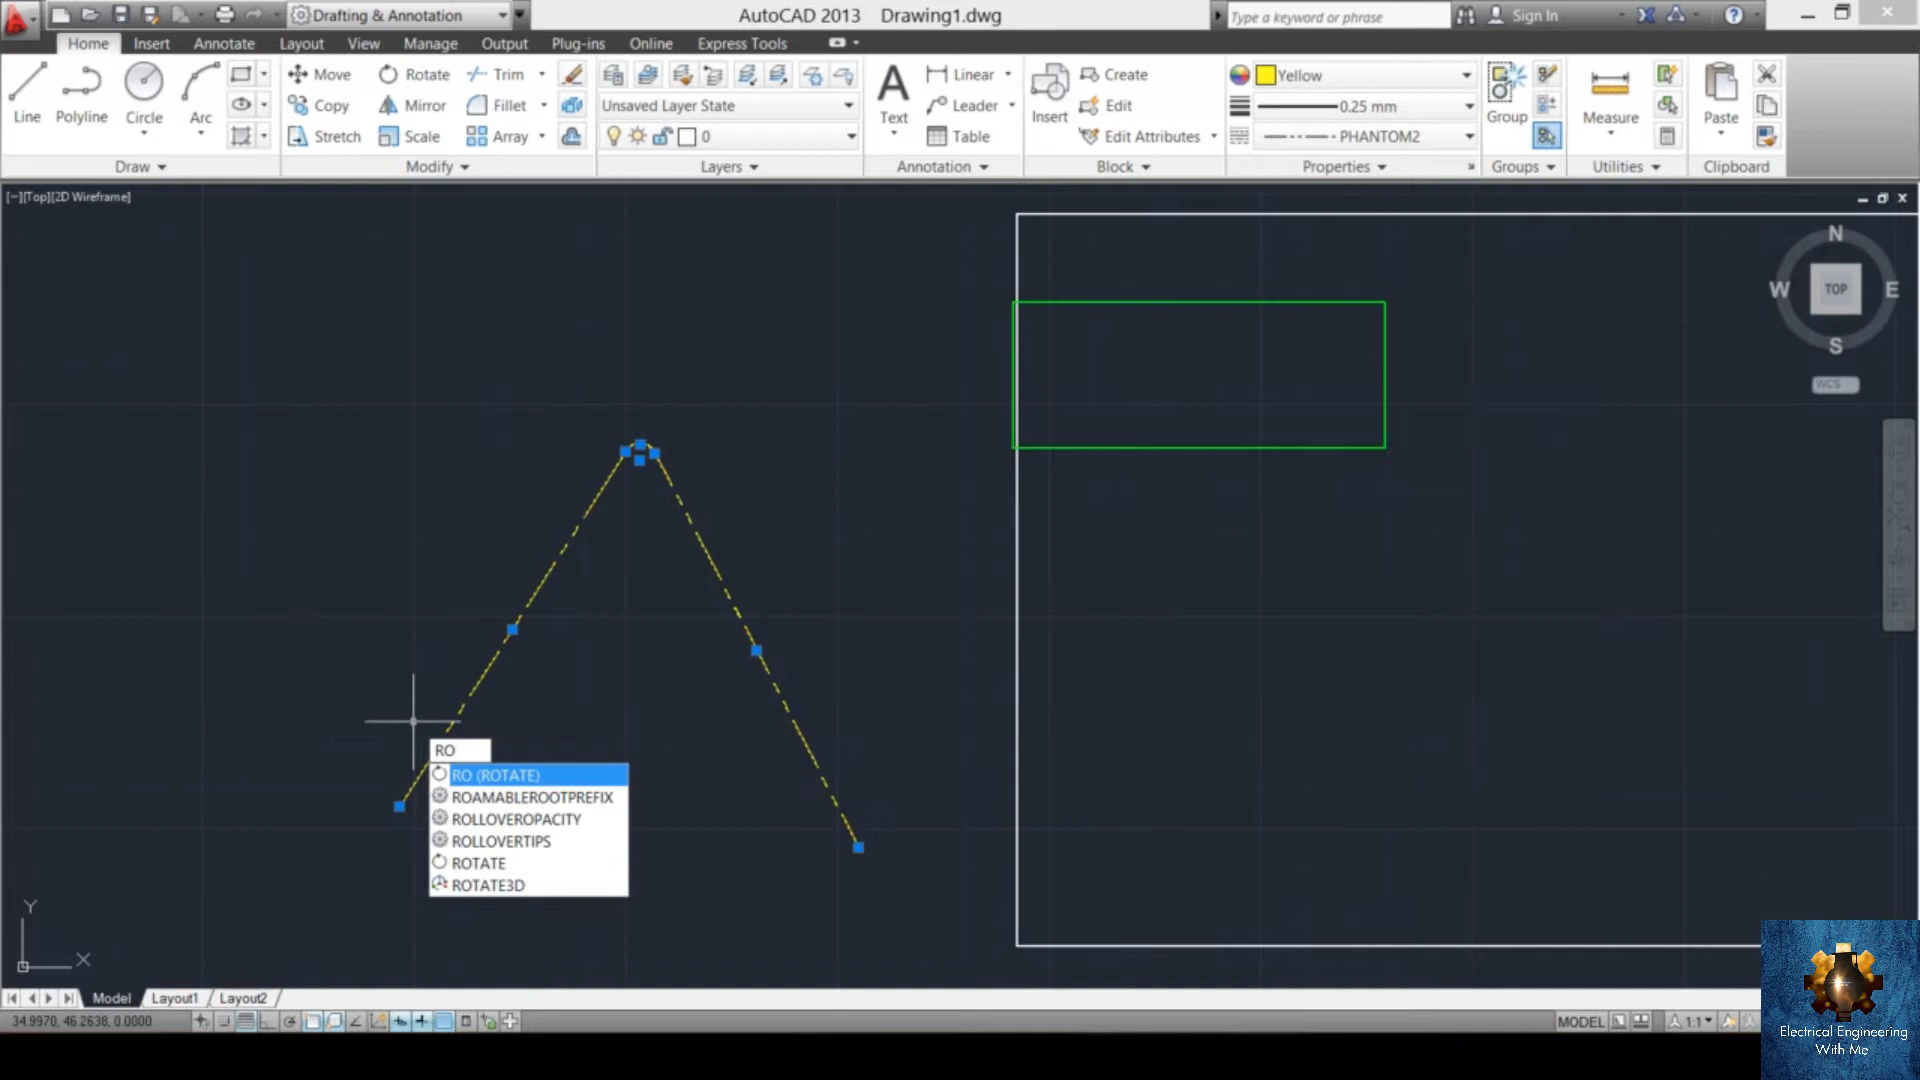 Drafting & Annotation
AutoCAD 2013 Drawing1.dwg
Type a keyword or phrase
Sign In
Home Insert Annotate Layout View Manage Output Plug-ins Online Express Tools
Line Polyline Circle Arc
Draw
Move Rotate Trim
Copy Mirror Fillet
Stretch Scale Array
Modify
Unsaved Layer State
0
Layers
Text
Linear
Leader
Table
Annotation
Insert
Create
Edit
Edit Attributes
Block
Yellow
0.25 mm
PHANTOM2
Properties
Group
Groups
Measure
Utilities
Paste
Clipboard
[−][Top][2D Wireframe]
N
W TOP E
S
WCS
RO
RO (ROTATE)
ROAMABLEROOTPREFIX
ROLLOVEROPACITY
ROLLOVERTIPS
ROTATE
ROTATE3D
Y
X
Model Layout1 Layout2
34.9970, 46.2638, 0.0000
MODEL
1:1
Electrical Engineering
With Me